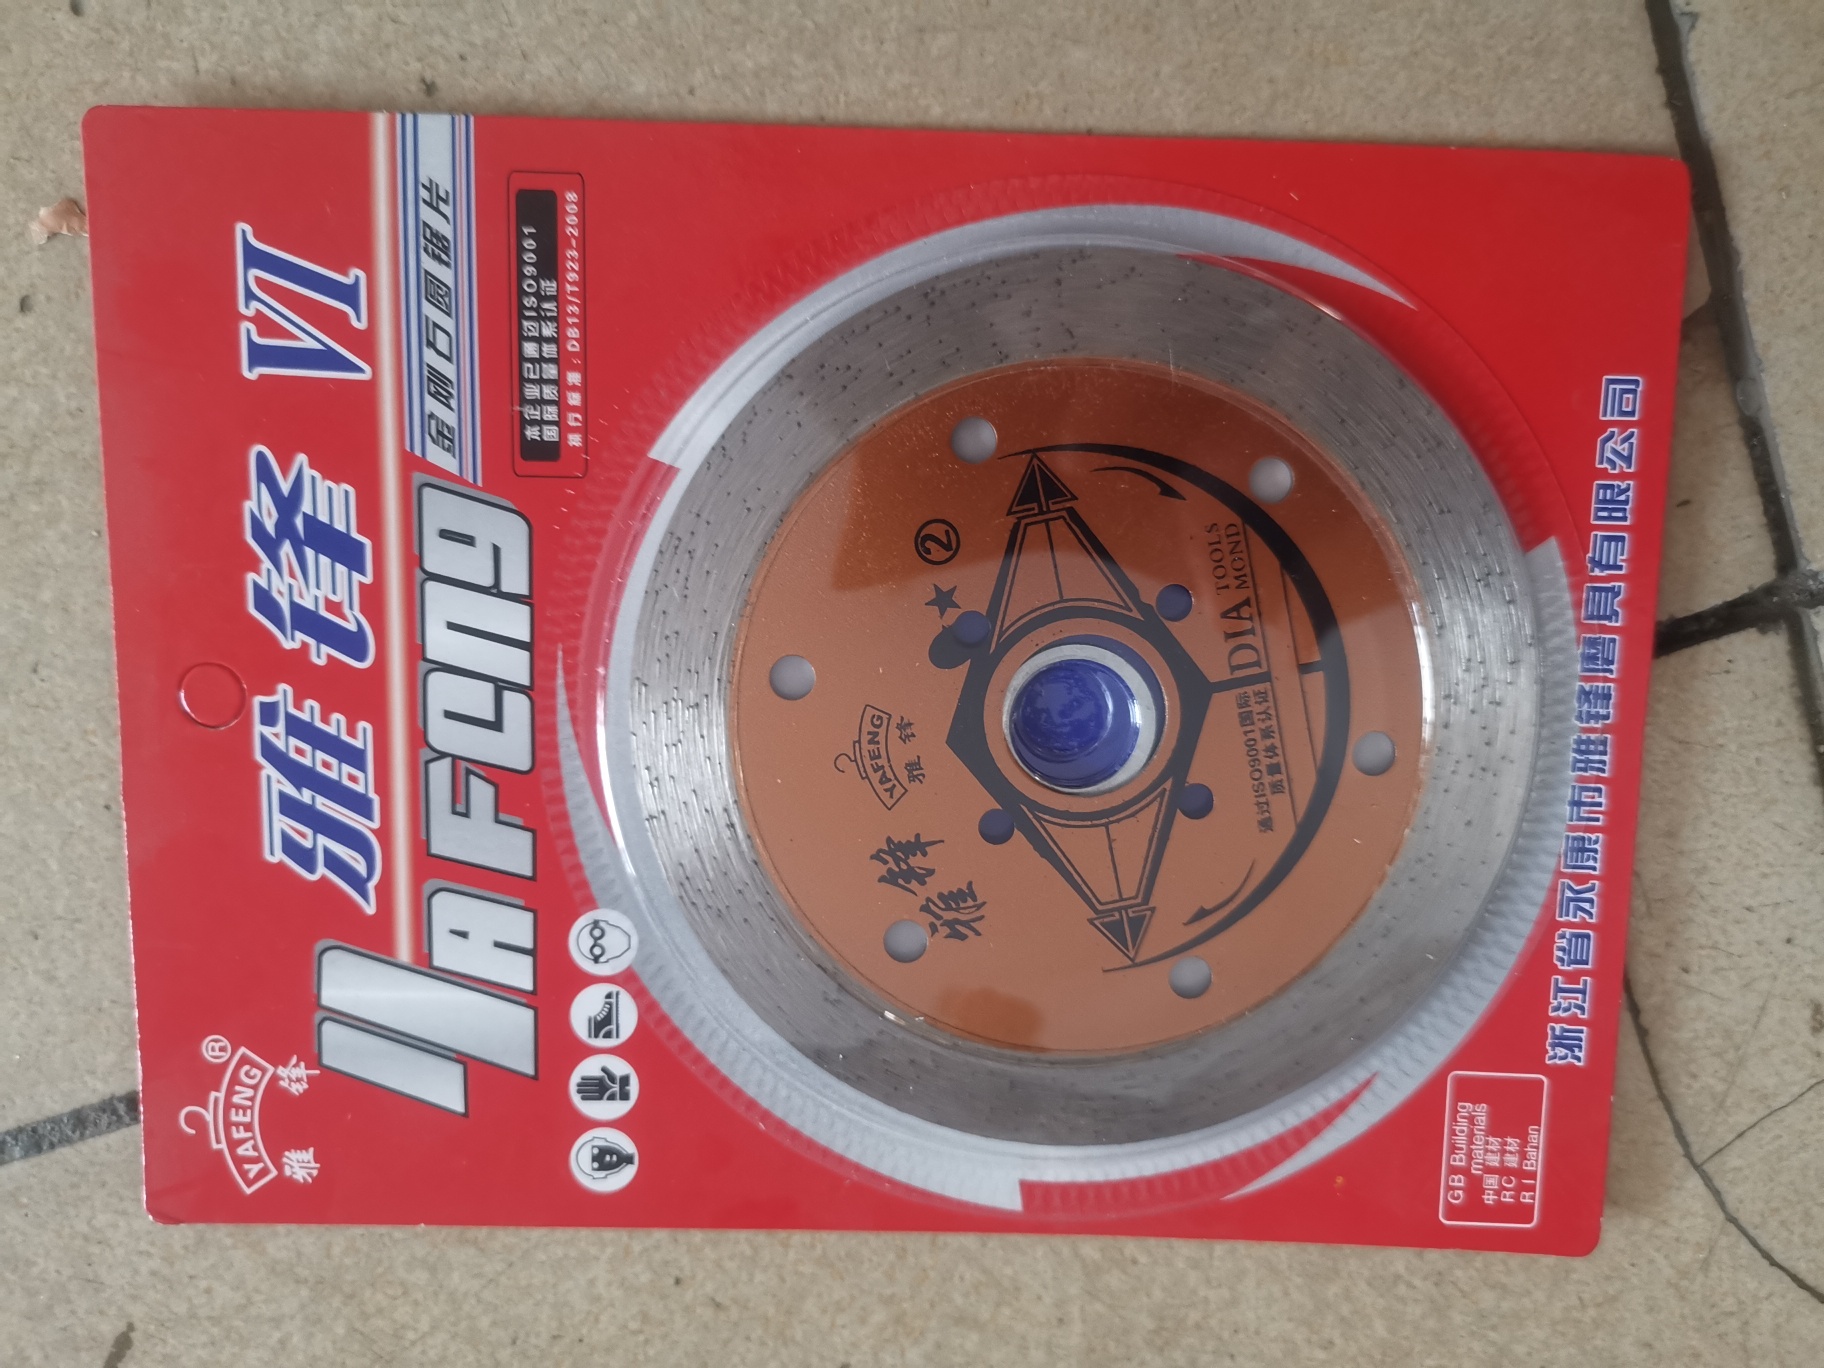 YAFENG®
雅 锋
雅 锋 VI
YAFENG
金刚石圆锯片
本企业已通过ISO9001
国际质量体系认证
执行标准:DB13/T923-2008
雅锋
YAFENG
雅 锋
★②
通过ISO9001国际
质量体系认证
DIA TOOLS
MGND
GB Building
materials
中国 建材
RC 建材
RI Bahan
浙江省永康市雅锋磨具有限公司